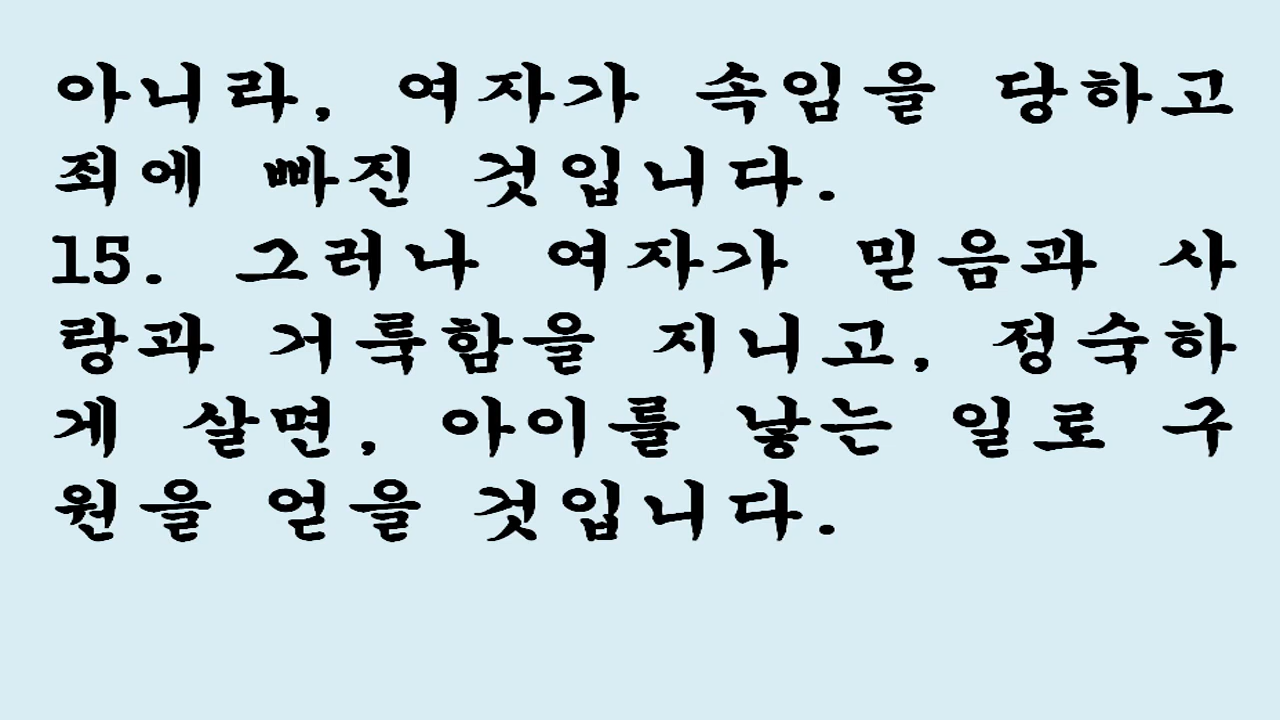 아니라, 여자가 속임을 당하고
죄에 빠진 것입니다.
15. 그러나 여자가 믿음과 사
랑과 거룩함을 지니고, 정숙하
게 살면, 아이를 낳는 일로 구
원을 얻을 것입니다.